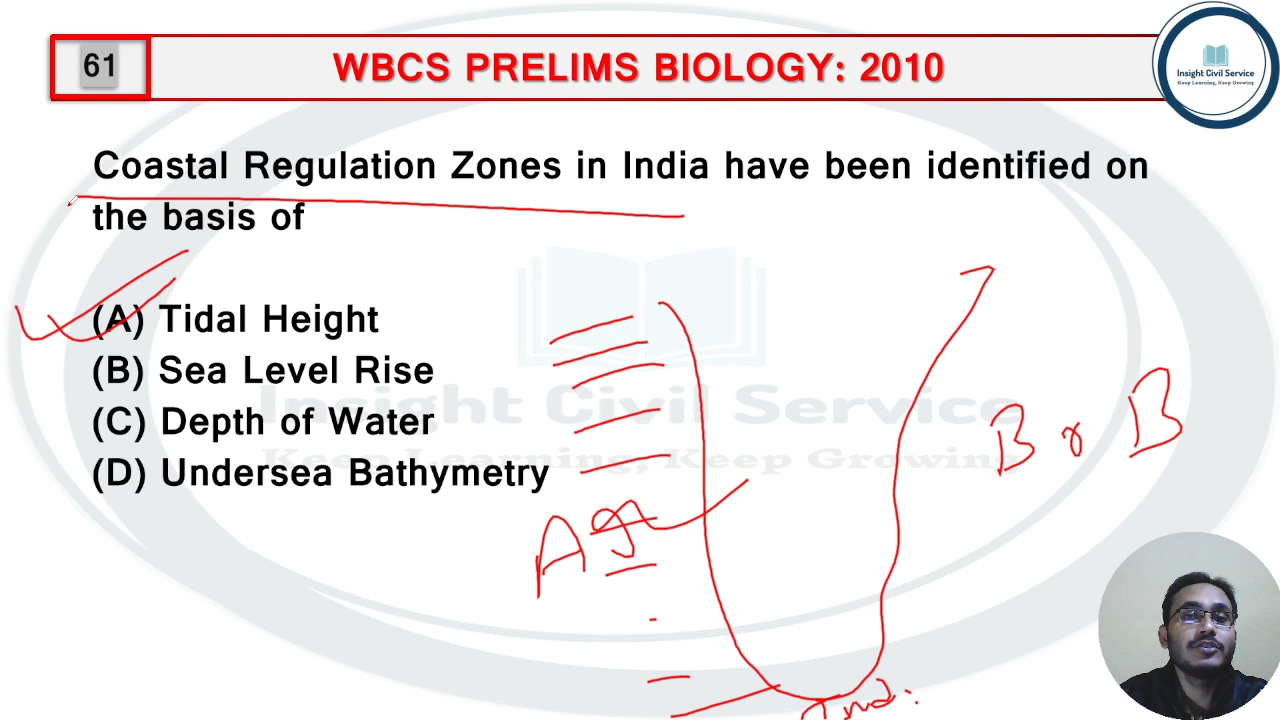 61
WBCS PRELIMS BIOLOGY: 2010
Insight Civil Service
Keep Learning, Keep Growing
Coastal Regulation Zones in India have been identified on
the basis of
(A) Tidal Height
(B) Sea Level Rise
(C) Depth of Water
(D) Undersea Bathymetry
Insight Civil Service
Keep Learning, Keep Growing
B B